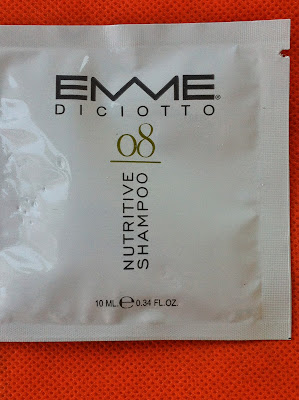 EMME®
DICIOTTO
08
NUTRITIVE
SHAMPOO
10 ML. ℮ 0.34 FL.OZ.